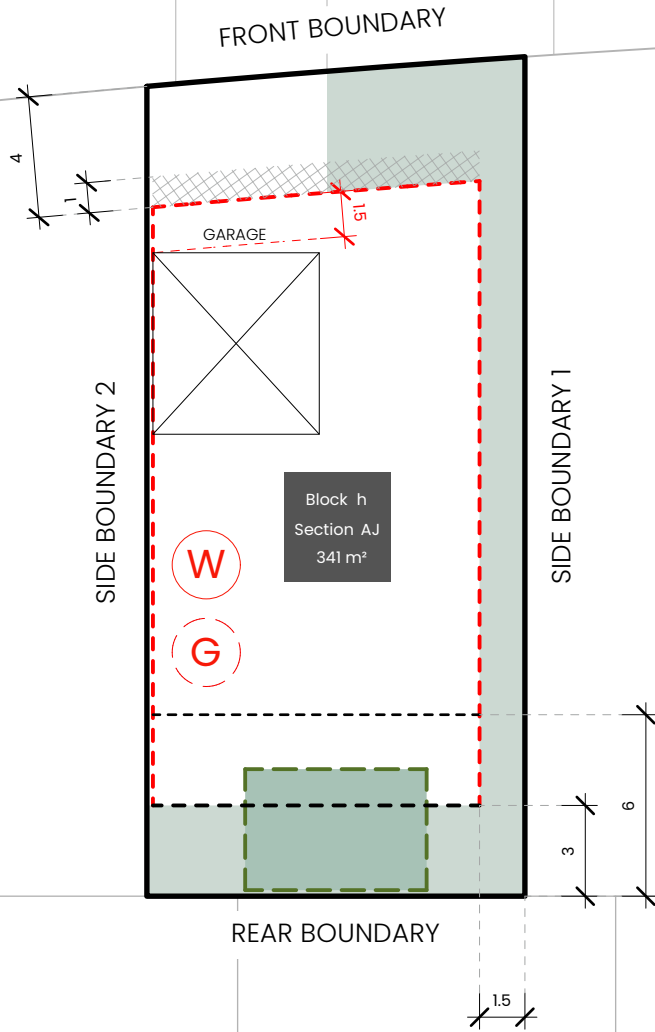 FRONT BOUNDARY
4
1
1.5
GARAGE
SIDE BOUNDARY 2
SIDE BOUNDARY 1
Block h
Section AJ
341 m²
W
G
6
3
REAR BOUNDARY
1.5